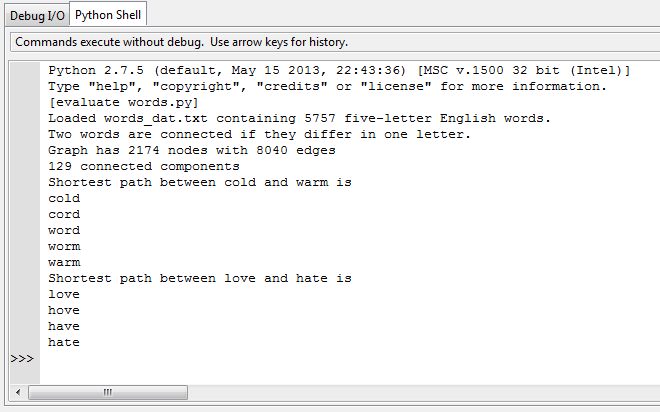 Debug I/O Python Shell
Commands execute without debug. Use arrow keys for history.
Python 2.7.5 (default, May 15 2013, 22:43:36) [MSC v.1500 32 bit (Intel)]
Type "help", "copyright", "credits" or "license" for more information.
[evaluate words.py]
Loaded words_dat.txt containing 5757 five-letter English words.
Two words are connected if they differ in one letter.
Graph has 2174 nodes with 8040 edges
129 connected components
Shortest path between cold and warm is
cold
cord
word
worm
warm
Shortest path between love and hate is
love
hove
have
hate
>>>